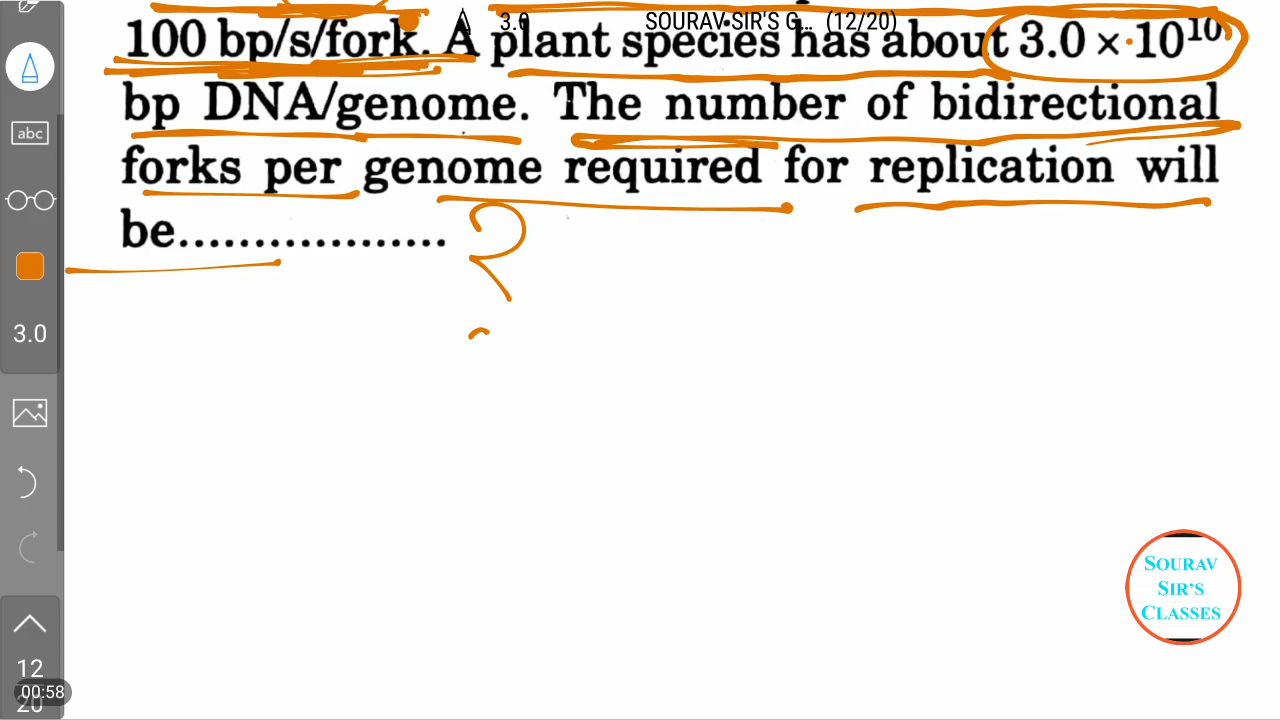 3.0 SOURAV SIR'S G... (12/20)
100 bp/s/fork. A plant species has about 3.0 × 10¹⁰
bp DNA/genome. The number of bidirectional
forks per genome required for replication will
be..................?
abc
3.0
12
00:58
20
SOURAV
SIR'S
CLASSES